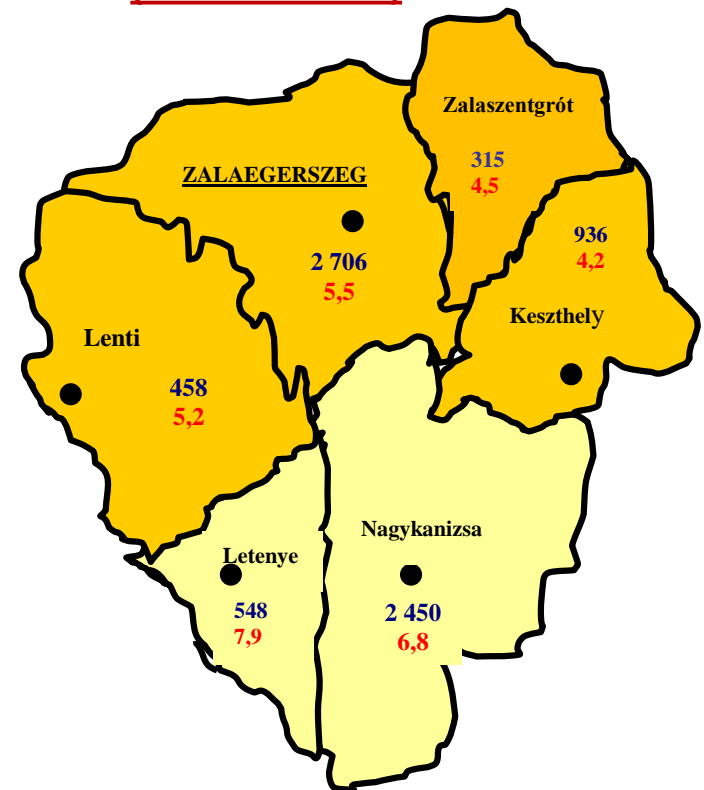 Zalaszentgrót
315
4,5
ZALAEGERSZEG
2 706
5,5
936
4,2
Keszthely
Lenti
458
5,2
Nagykanizsa
2 450
6,8
Letenye
548
7,9